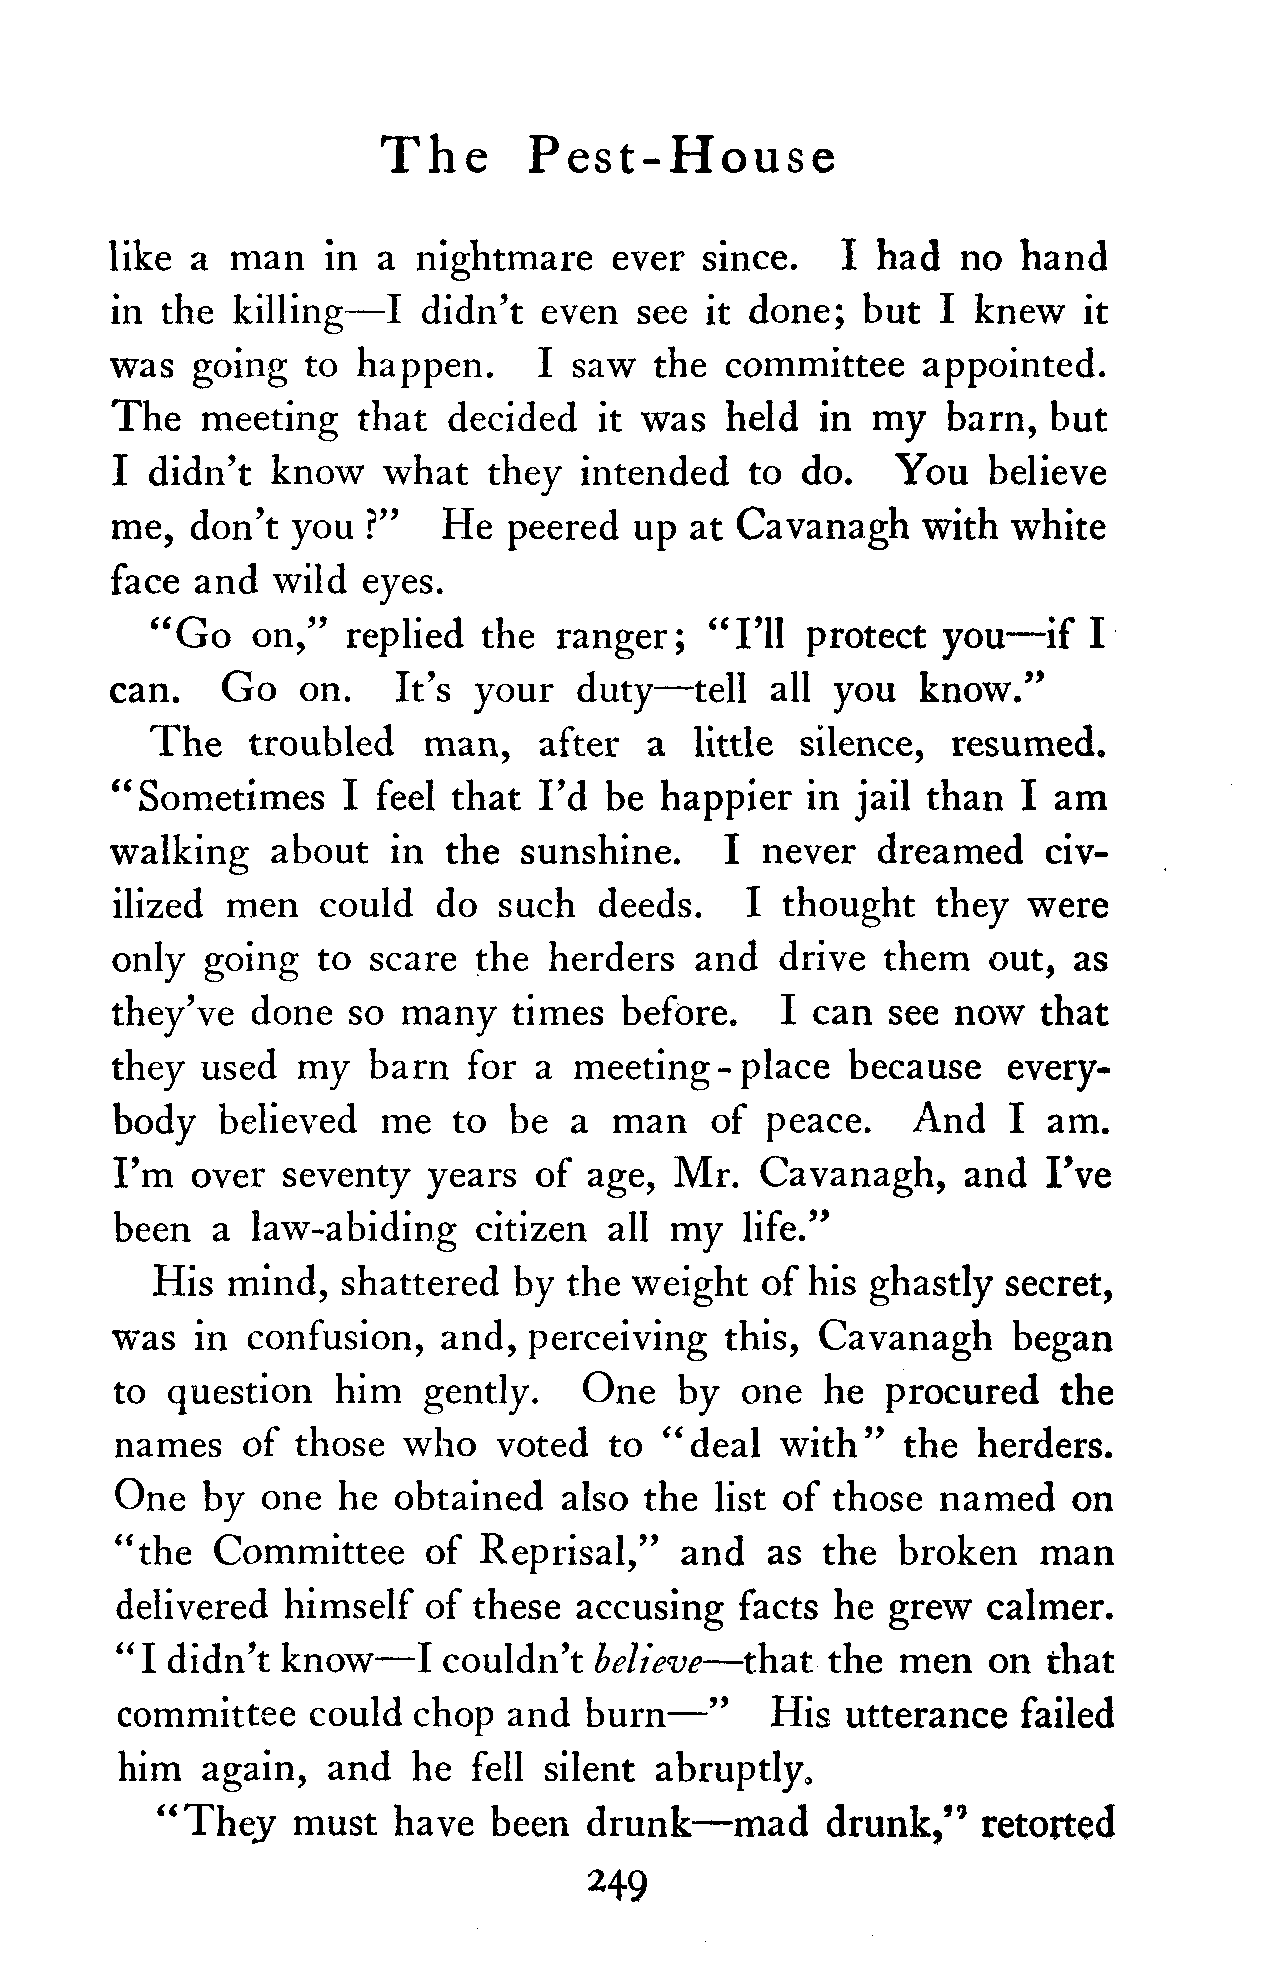 The Pest-House
like a man in a nightmare ever since. I had no hand
in the killing—I didn't even see it done; but I knew it
was going to happen. I saw the committee appointed.
The meeting that decided it was held in my barn, but
I didn't know what they intended to do. You believe
me, don't you?" He peered up at Cavanagh with white
face and wild eyes.
"Go on," replied the ranger; "I'll protect you—if I
can. Go on. It's your duty—tell all you know."
The troubled man, after a little silence, resumed.
"Sometimes I feel that I'd be happier in jail than I am
walking about in the sunshine. I never dreamed civ-
ilized men could do such deeds. I thought they were
only going to scare the herders and drive them out, as
they've done so many times before. I can see now that
they used my barn for a meeting-place because every-
body believed me to be a man of peace. And I am.
I'm over seventy years of age, Mr. Cavanagh, and I've
been a law-abiding citizen all my life."
His mind, shattered by the weight of his ghastly secret,
was in confusion, and, perceiving this, Cavanagh began
to question him gently. One by one he procured the
names of those who voted to "deal with" the herders.
One by one he obtained also the list of those named on
"the Committee of Reprisal," and as the broken man
delivered himself of these accusing facts he grew calmer.
"I didn't know—I couldn't believe—that the men on that
committee could chop and burn—" His utterance failed
him again, and he fell silent abruptly.
"They must have been drunk—mad drunk," retorted
249